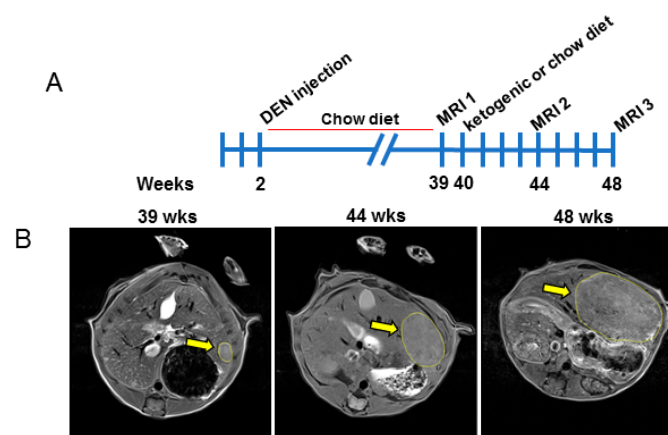 A
DEN injection
Chow diet
MRI 1
ketogenic or chow diet
MRI 2
MRI 3
Weeks 2 39 40 44 48
B
39 wks 44 wks 48 wks